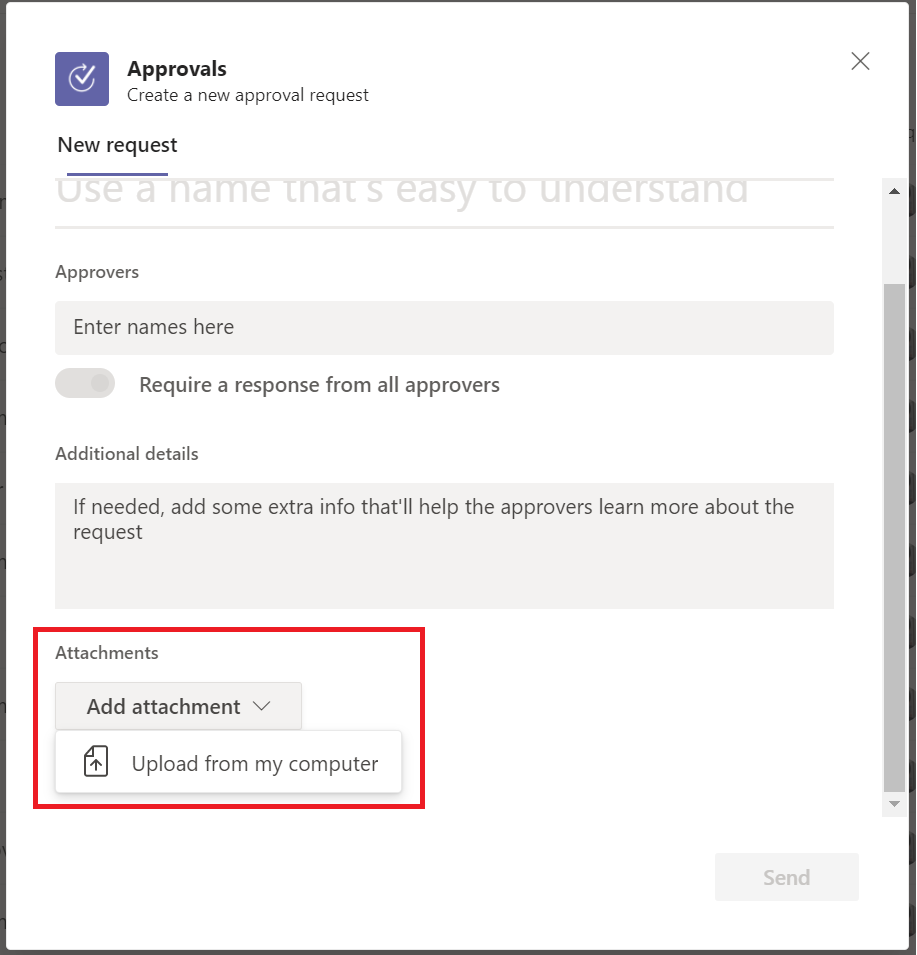 Approvals
Create a new approval request
New request
Use a name that's easy to understand
Approvers
Enter names here
Require a response from all approvers
Additional details
If needed, add some extra info that'll help the approvers learn more about the
request
Attachments
Add attachment
Upload from my computer
Send